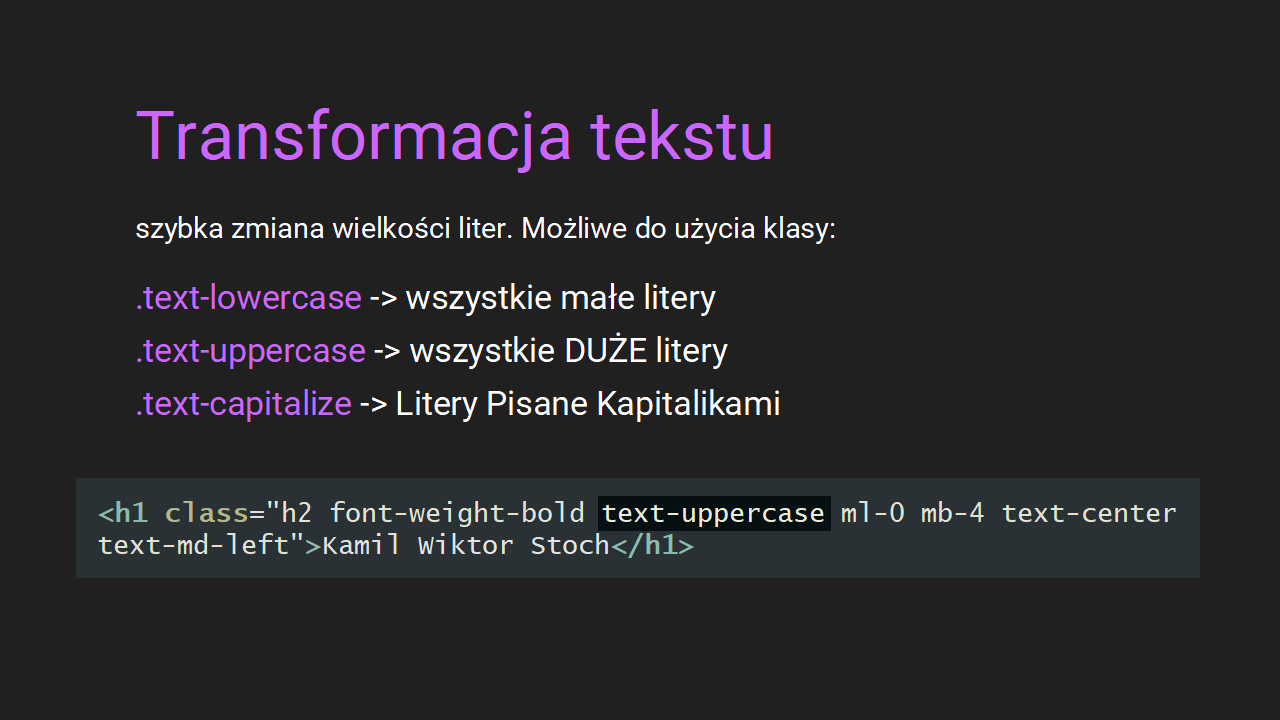 Transformacja tekstu
szybka zmiana wielkości liter. Możliwe do użycia klasy:
.text-lowercase -> wszystkie małe litery
.text-uppercase -> wszystkie DUŻE litery
.text-capitalize -> Litery Pisane Kapitalikami
<h1 class="h2 font-weight-bold text-uppercase ml-0 mb-4 text-center
text-md-left">Kamil Wiktor Stoch</h1>